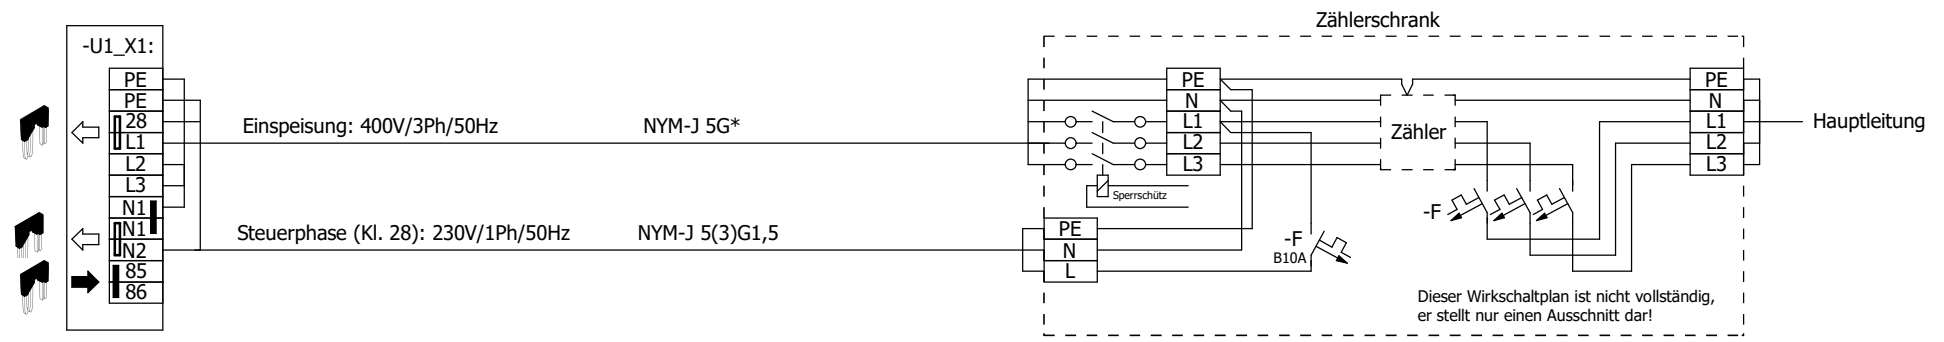 Zählerschrank
-U1_X1:
PE
PE
28
L1
L2
L3
N1
N1
N2
85
86
Einspeisung: 400V/3Ph/50Hz NYM-J 5G*
Steuerphase (Kl. 28): 230V/1Ph/50Hz NYM-J 5(3)G1,5
PE
N
L1
L2
L3
Sperrschütz
PE
N
L
-F
B10A
Zähler
-F
PE
N
L1
L2
L3
Hauptleitung
Dieser Wirkschaltplan ist nicht vollständig,
er stellt nur einen Ausschnitt dar!